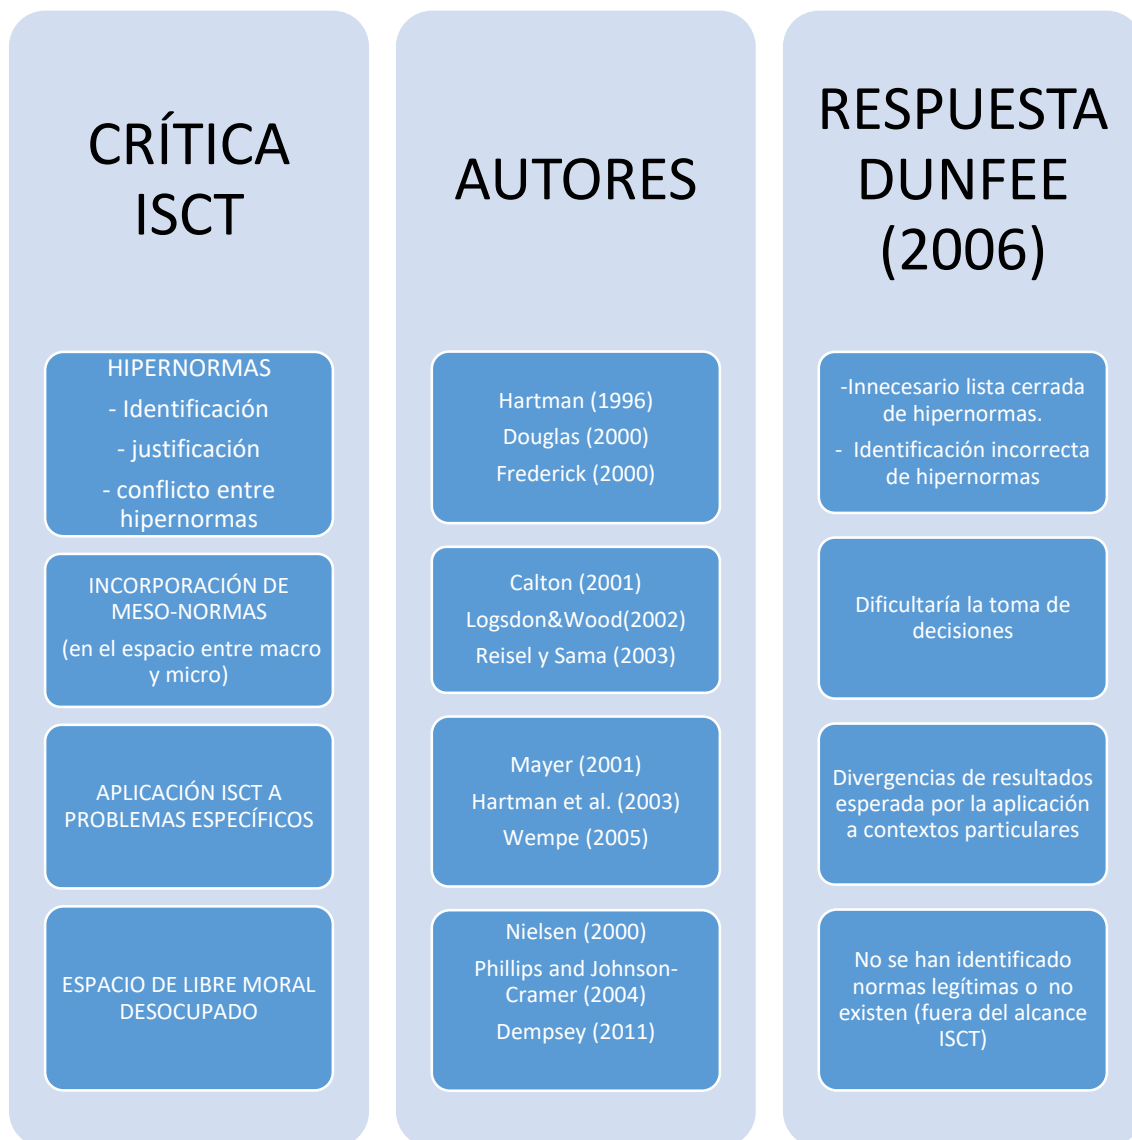 CRÍTICA
ISCT
HIPERNORMAS
- Identificación
- justificación
- conflicto entre
hipernormas
INCORPORACIÓN DE
MESO-NORMAS
(en el espacio entre macro
y micro)
APLICACIÓN ISCT A
PROBLEMAS ESPECÍFICOS
ESPACIO DE LIBRE MORAL
DESOCUPADO
AUTORES
Hartman (1996)
Douglas (2000)
Frederick (2000)
Calton (2001)
Logsdon&Wood(2002)
Reisel y Sama (2003)
Mayer (2001)
Hartman et al. (2003)
Wempe (2005)
Nielsen (2000)
Phillips and Johnson-
Cramer (2004)
Dempsey (2011)
RESPUESTA
DUNFEE
(2006)
-Innecesario lista cerrada
de hipernormas.
- Identificación incorrecta
de hipernormas
Dificultaría la toma de
decisiones
Divergencias de resultados
esperada por la aplicación
a contextos particulares
No se han identificado
normas legítimas o no
existen (fuera del alcance
ISCT)